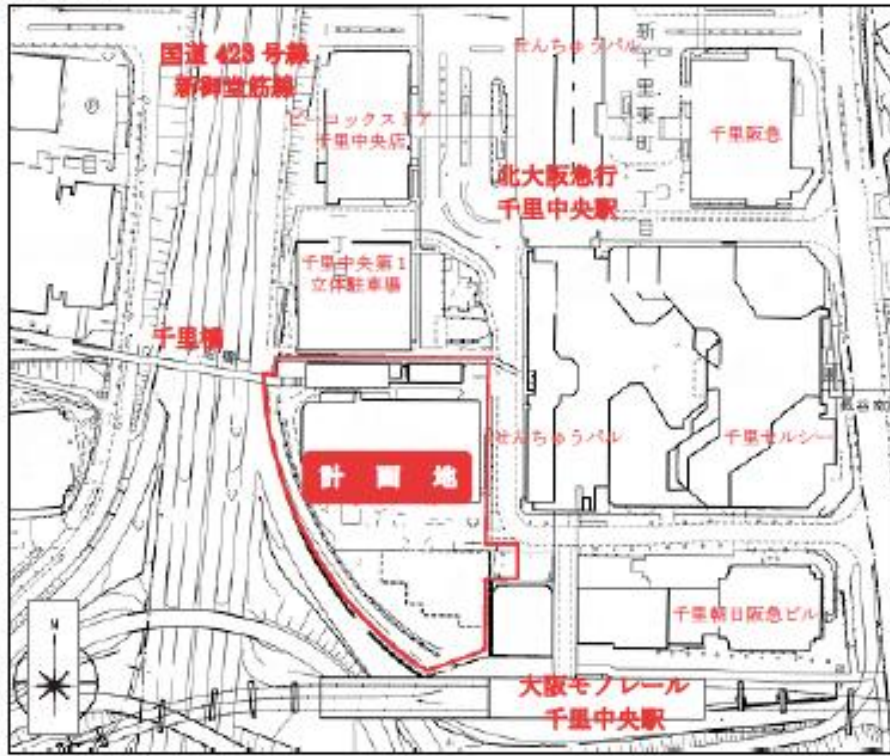 国道 423 号線
新御堂筋線
せんちゅうパル
新千里東町一丁目
ピーコックストア
千里中央店
千里阪急
北大阪急行
千里中央駅
千里中央第1
立体駐車場
千里橋
せんちゅうパル
千里セルシー
計 画 地
千里朝日阪急ビル
N
大阪モノレール
千里中央駅